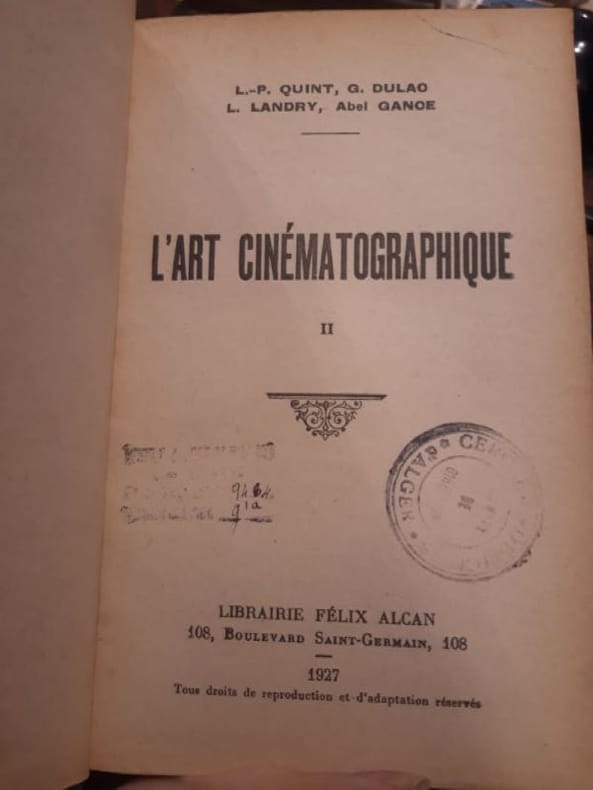 L.-P. QUINT, G. DULAC
L. LANDRY, Abel GANCE
L'ART CINÉMATOGRAPHIQUE
II
D'ALGER
LIBRAIRIE FÉLIX ALCAN
108, BOULEVARD SAINT-GERMAIN, 108
1927
Tous droits de reproduction et d'adaptation réservés